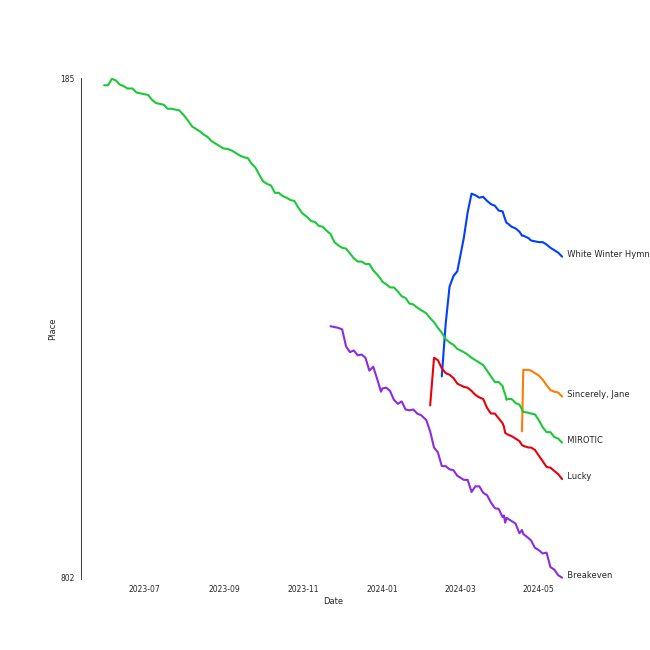 185
White Winter Hymn
Place
Sincerely, Jane
MIROTIC
Lucky
Breakeven
802
2023-07 2023-09 2023-11 2024-01 2024-03 2024-05
Date